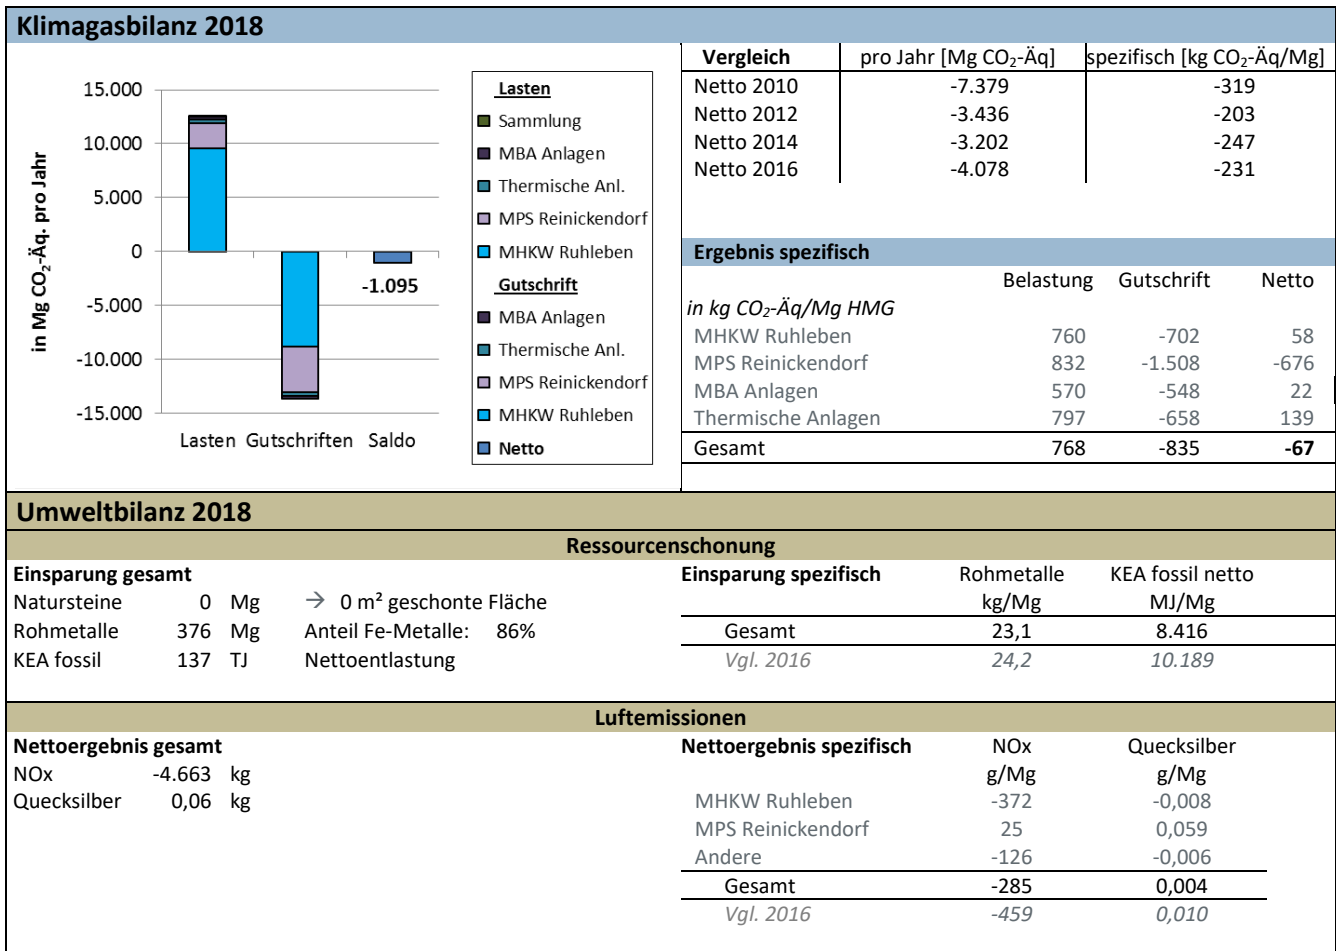 Klimagasbilanz 2018
in Mg CO₂-Äq. pro Jahr
15.000
10.000
5.000
0
-5.000
-10.000
-15.000
-1.095
Lasten Gutschriften Saldo
Lasten
Sammlung
MBA Anlagen
Thermische Anl.
MPS Reinickendorf
MHKW Ruhleben
Gutschrift
MBA Anlagen
Thermische Anl.
MPS Reinickendorf
MHKW Ruhleben
Netto
Vergleich pro Jahr [Mg CO₂-Äq] spezifisch [kg CO₂-Äq/Mg]
Netto 2010 -7.379 -319
Netto 2012 -3.436 -203
Netto 2014 -3.202 -247
Netto 2016 -4.078 -231
Ergebnis spezifisch
Belastung Gutschrift Netto
in kg CO₂-Äq/Mg HMG
MHKW Ruhleben 760 -702 58
MPS Reinickendorf 832 -1.508 -676
MBA Anlagen 570 -548 22
Thermische Anlagen 797 -658 139
Gesamt 768 -835 -67
Umweltbilanz 2018
Ressourcenschonung
Einsparung gesamt
Natursteine 0 Mg → 0 m² geschonte Fläche
Rohmetalle 376 Mg Anteil Fe-Metalle: 86%
KEA fossil 137 TJ Nettoentlastung
Einsparung spezifisch Rohmetalle KEA fossil netto
kg/Mg MJ/Mg
Gesamt 23,1 8.416
Vgl. 2016 24,2 10.189
Luftemissionen
Nettoergebnis gesamt
NOx -4.663 kg
Quecksilber 0,06 kg
Nettoergebnis spezifisch NOx Quecksilber
g/Mg g/Mg
MHKW Ruhleben -372 -0,008
MPS Reinickendorf 25 0,059
Andere -126 -0,006
Gesamt -285 0,004
Vgl. 2016 -459 0,010